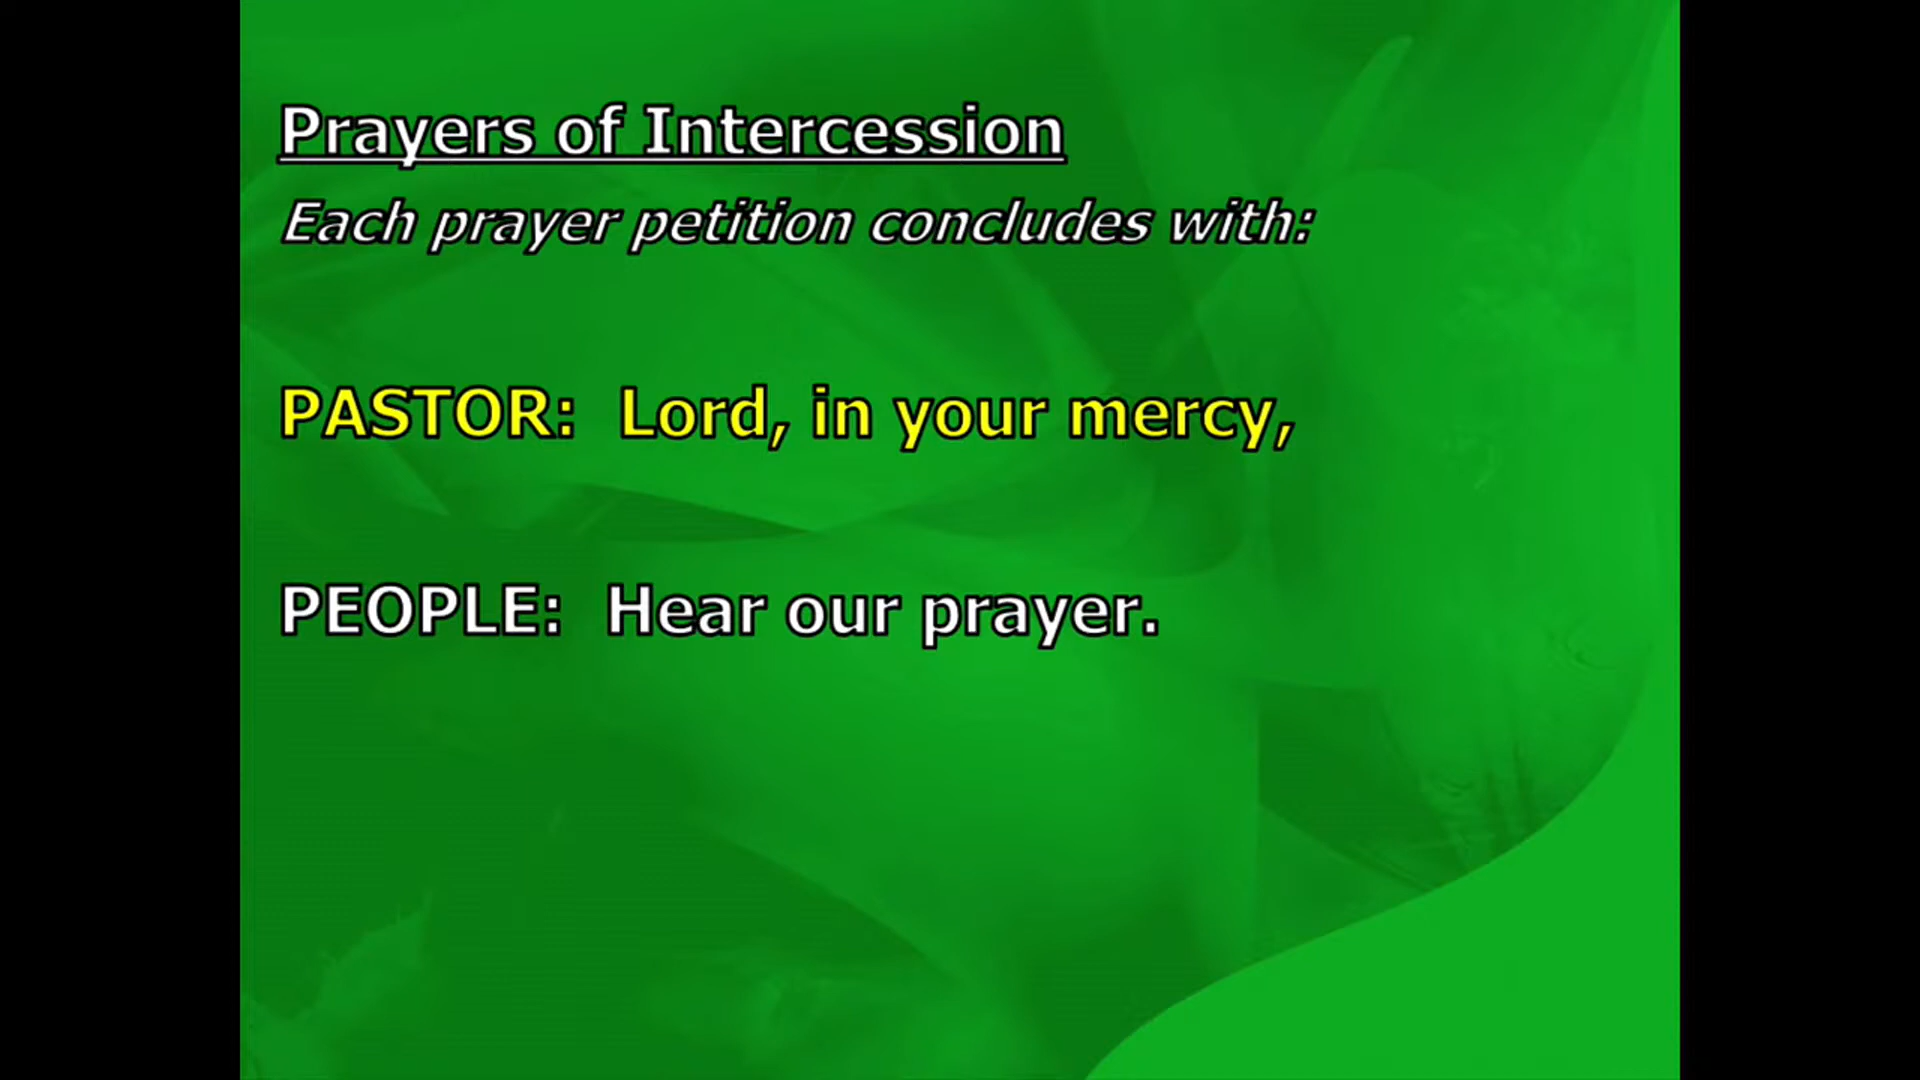 Prayers of Intercession
Each prayer petition concludes with:
PASTOR: Lord, in your mercy,
PEOPLE: Hear our prayer.